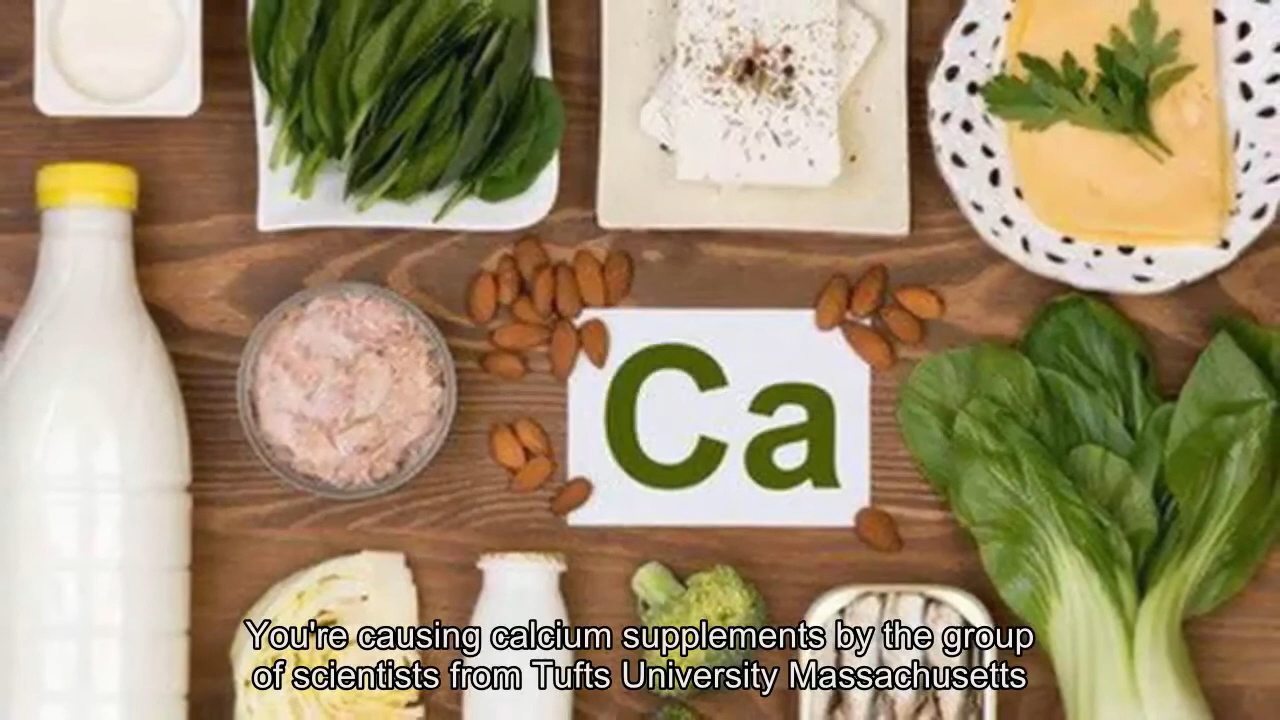 Ca
You're causing calcium supplements by the group
of scientists from Tufts University Massachusetts